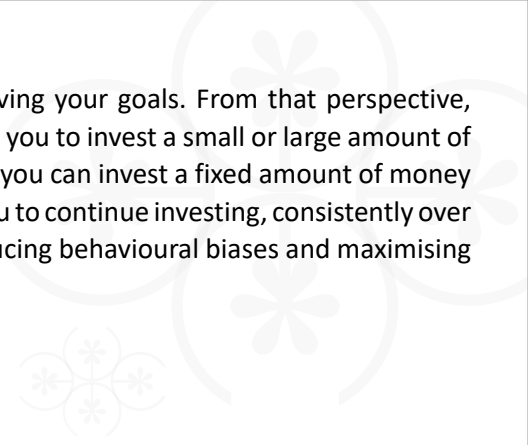 ving your goals. From that perspective,
you to invest a small or large amount of
you can invest a fixed amount of money
u to continue investing, consistently over
ucing behavioural biases and maximising